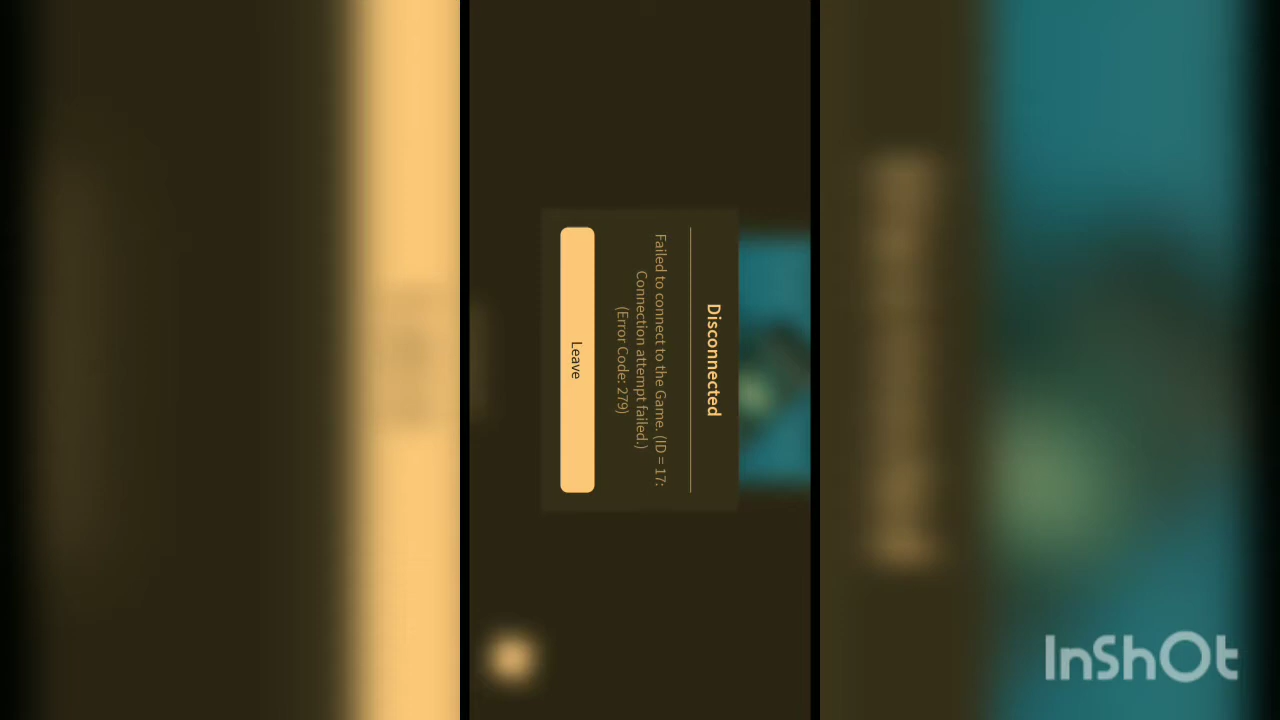 Disconnected
Failed to connect to the Game. (ID = 17:
Connection attempt failed.)
(Error Code: 279)
Leave
InShOt